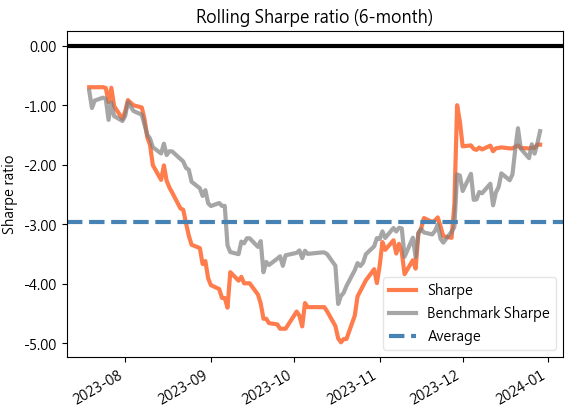 Rolling Sharpe ratio (6-month)
0.00
-1.00
-2.00
-3.00
-4.00
-5.00
Sharpe ratio
Sharpe
Benchmark Sharpe
Average
2023-08
2023-09
2023-10
2023-11
2023-12
2024-01